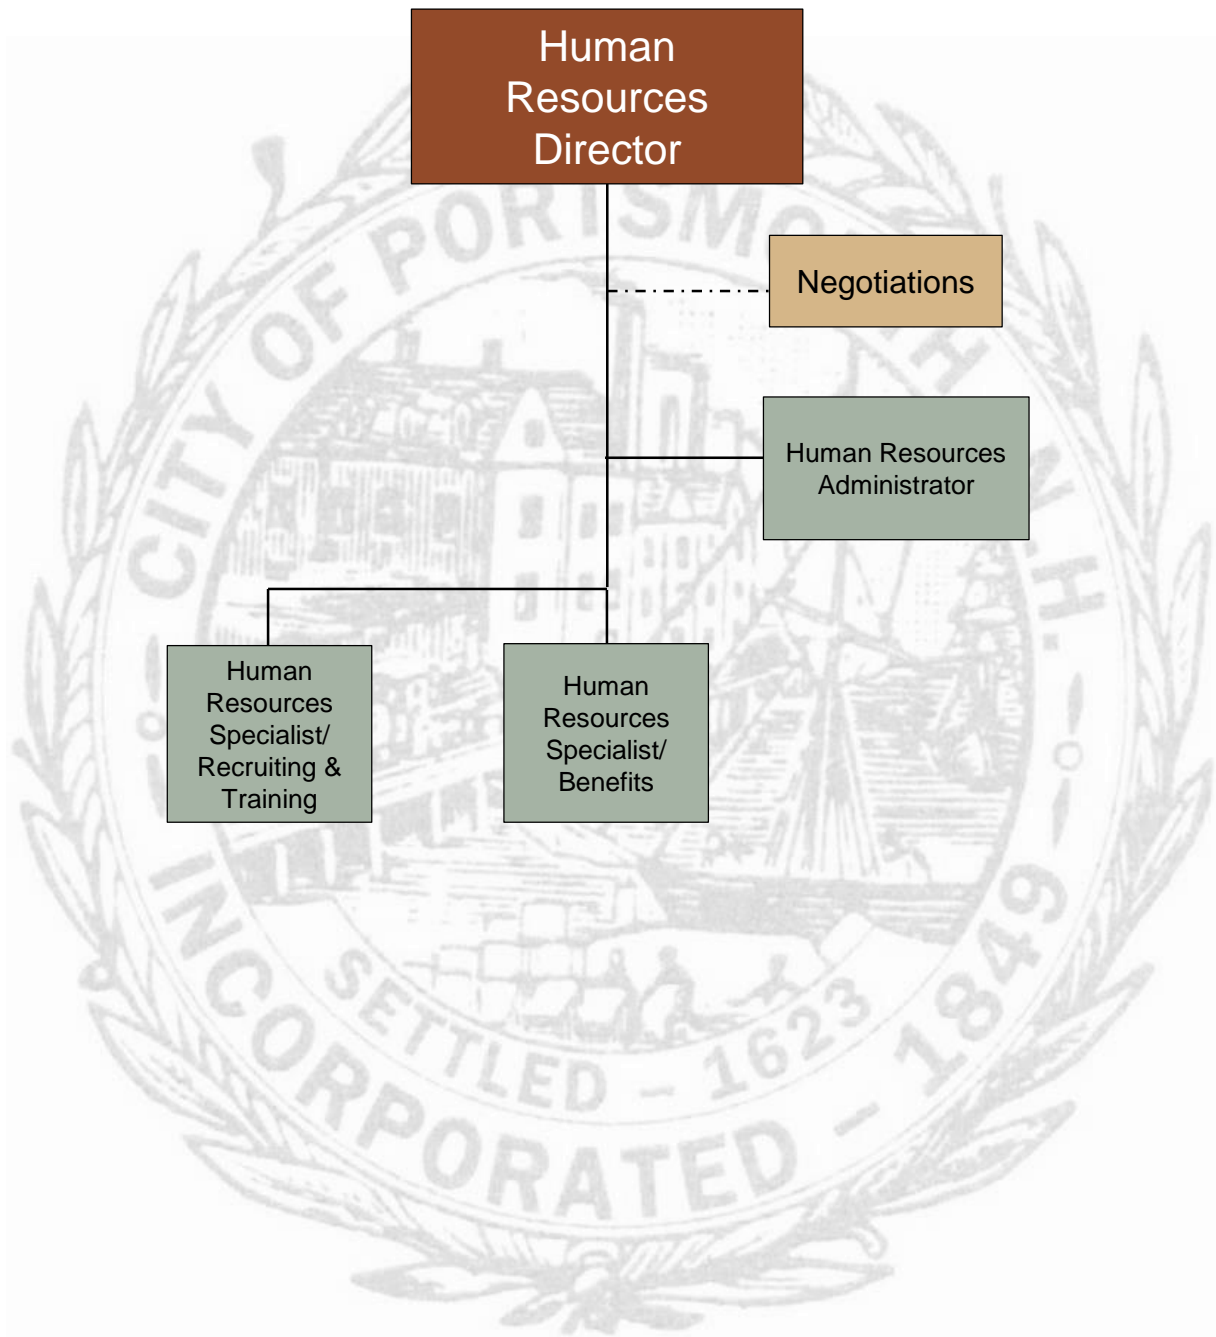 Human
Resources
Director
Negotiations
Human Resources
Administrator
Human
Resources
Specialist/
Recruiting &
Training
Human
Resources
Specialist/
Benefits
CITY OF PORTSMOUTH N.H.
SETTLED - 1623
INCORPORATED - 1849